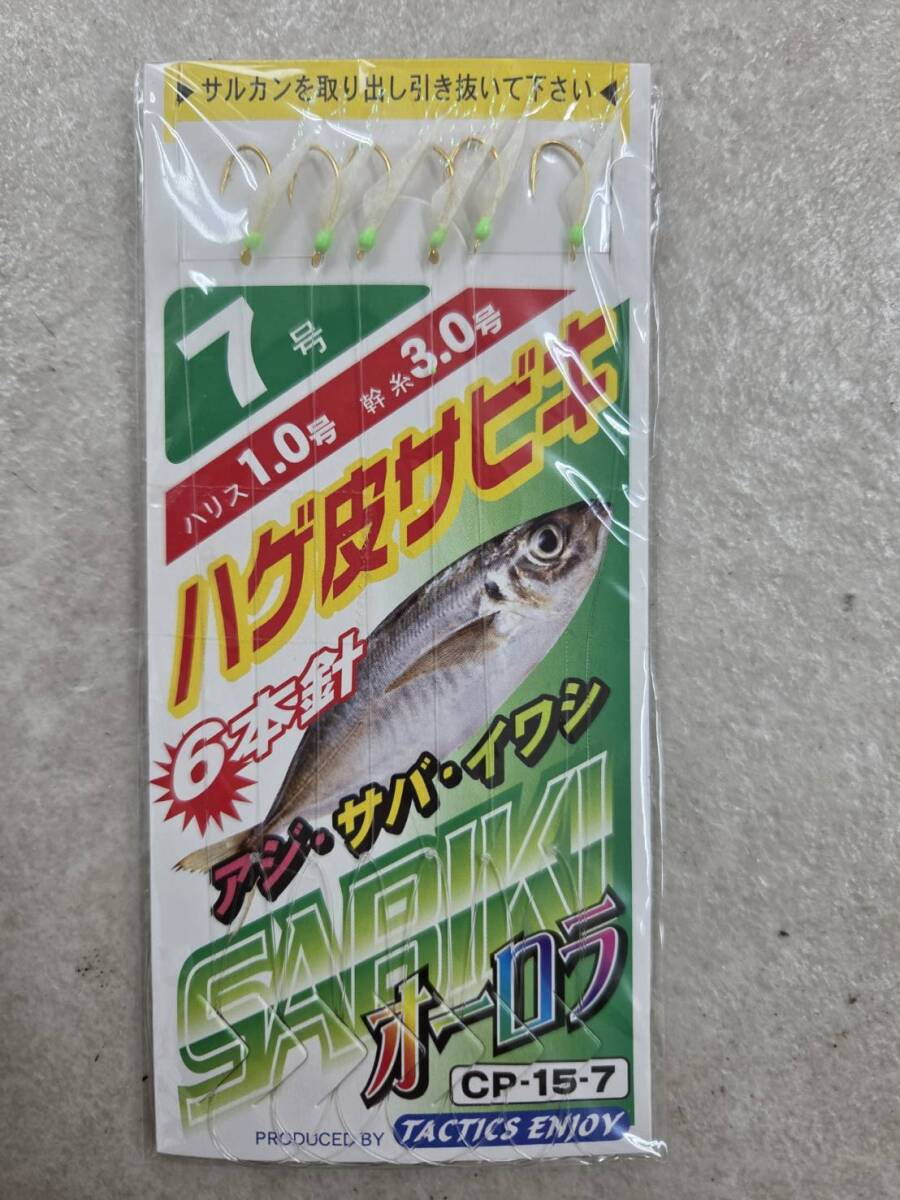 ▶サルカンを取り出し引き抜いて下さい◀
7号
ハリス1.0号 幹糸3.0号
ハゲ皮サビキ
6本針
アジ・サバ・イワシ
SABIKI
オーロラ
CP-15-7
PRODUCED BY TACTICS ENJOY